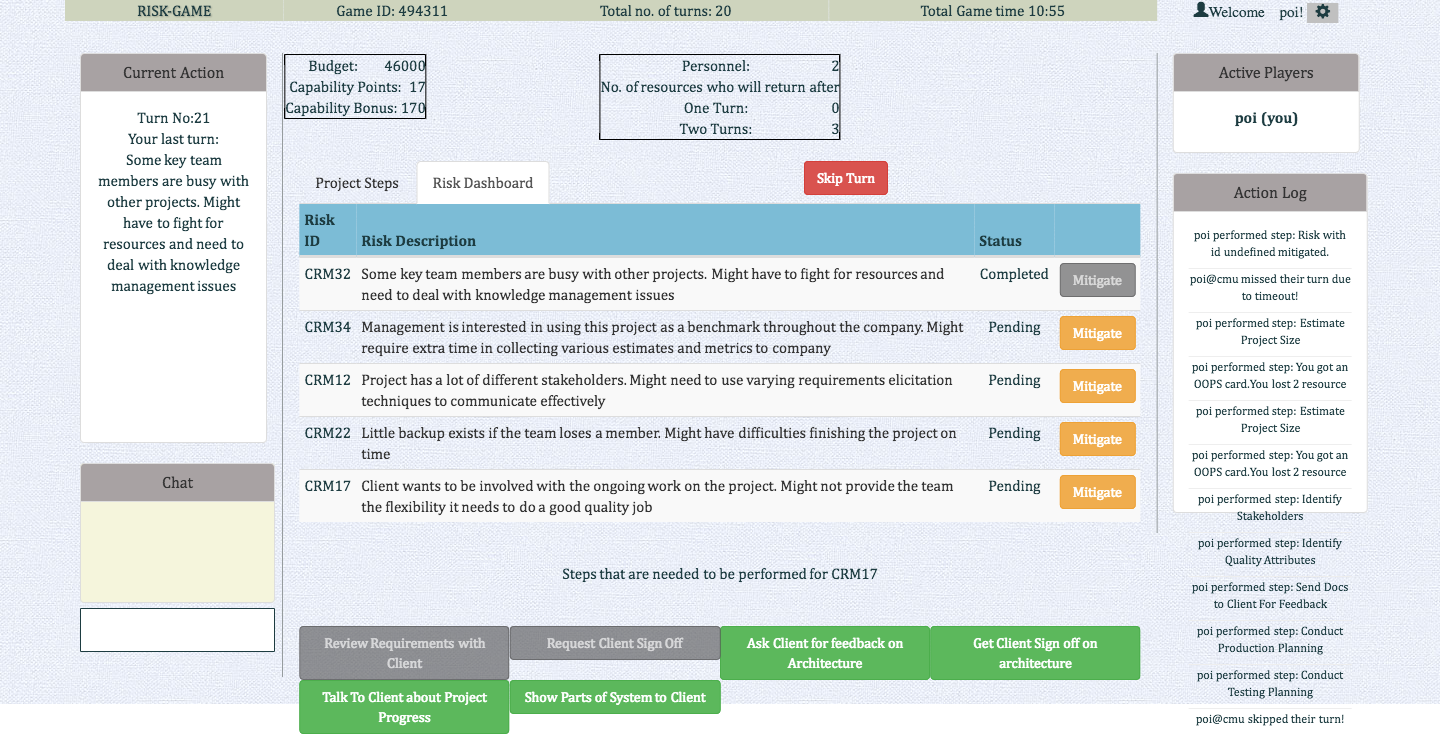 RISK-GAME Game ID: 494311 Total no. of turns: 20 Total Game time 10:55 Welcome poi!
Current Action
Turn No:21
Your last turn:
Some key team
members are busy with
other projects. Might
have to fight for
resources and need to
deal with knowledge
management issues
Chat
Budget: 46000
Capability Points: 17
Capability Bonus: 170
Personnel: 2
No. of resources who will return after
One Turn: 0
Two Turns: 3
Project Steps Risk Dashboard Skip Turn
Risk
ID Risk Description Status
CRM32 Some key team members are busy with other projects. Might have to fight for resources and Completed Mitigate
need to deal with knowledge management issues
CRM34 Management is interested in using this project as a benchmark throughout the company. Might Pending Mitigate
require extra time in collecting various estimates and metrics to company
CRM12 Project has a lot of different stakeholders. Might need to use varying requirements elicitation Pending Mitigate
techniques to communicate effectively
CRM22 Little backup exists if the team loses a member. Might have difficulties finishing the project on Pending Mitigate
time
CRM17 Client wants to be involved with the ongoing work on the project. Might not provide the team Pending Mitigate
the flexibility it needs to do a good quality job
Steps that are needed to be performed for CRM17
Review Requirements with
Client
Request Client Sign Off
Ask Client for feedback on
Architecture
Get Client Sign off on
architecture
Talk To Client about Project
Progress
Show Parts of System to Client
Active Players
poi (you)
Action Log
poi performed step: Risk with
id undefined mitigated.
poi@cmu missed their turn due
to timeout!
poi performed step: Estimate
Project Size
poi performed step: You got an
OOPS card.You lost 2 resource
poi performed step: Estimate
Project Size
poi performed step: You got an
OOPS card.You lost 2 resource
poi performed step: Identify
Stakeholders
poi performed step: Identify
Quality Attributes
poi performed step: Send Docs
to Client For Feedback
poi performed step: Conduct
Production Planning
poi performed step: Conduct
Testing Planning
poi@cmu skipped their turn!